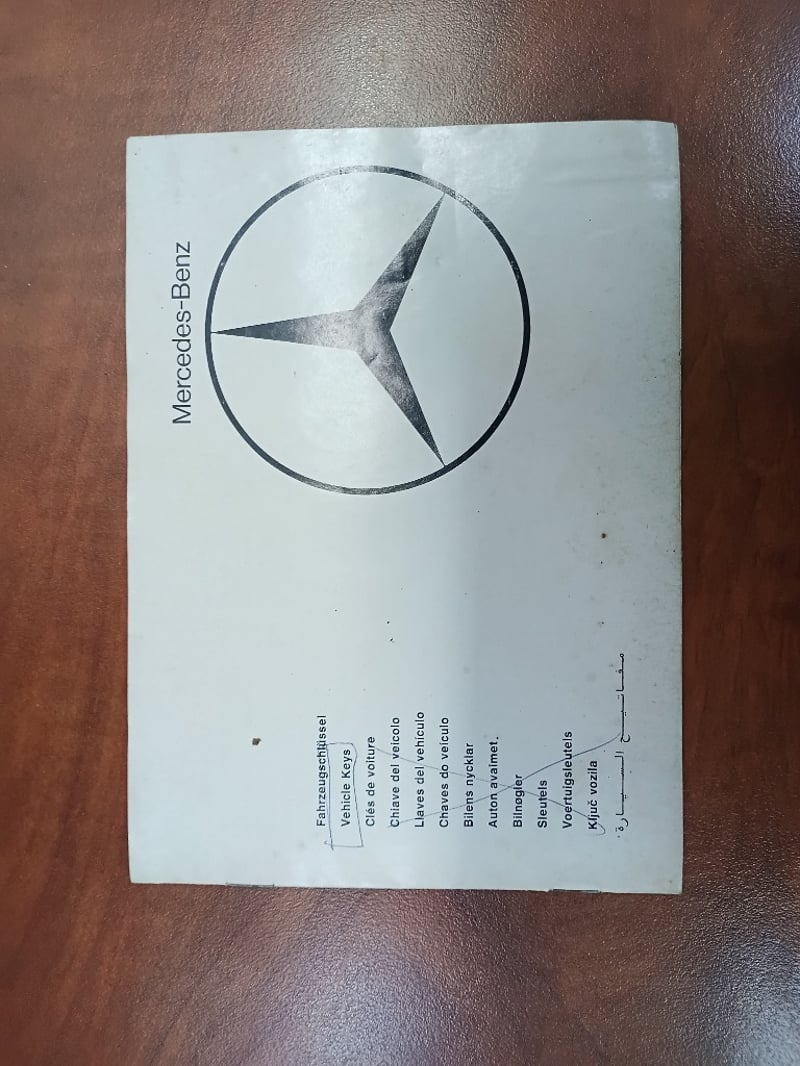 Mercedes-Benz
Fahrzeugschlüssel
Vehicle Keys
Clés de voiture
Chiave del veicolo
Llaves del vehículo
Chaves do veículo
Bilens nycklar
Auton avaimet.
Bilnøgler
Sleutels
Voertuigsleutels
Ključ vozila
مفاتيح السيارة